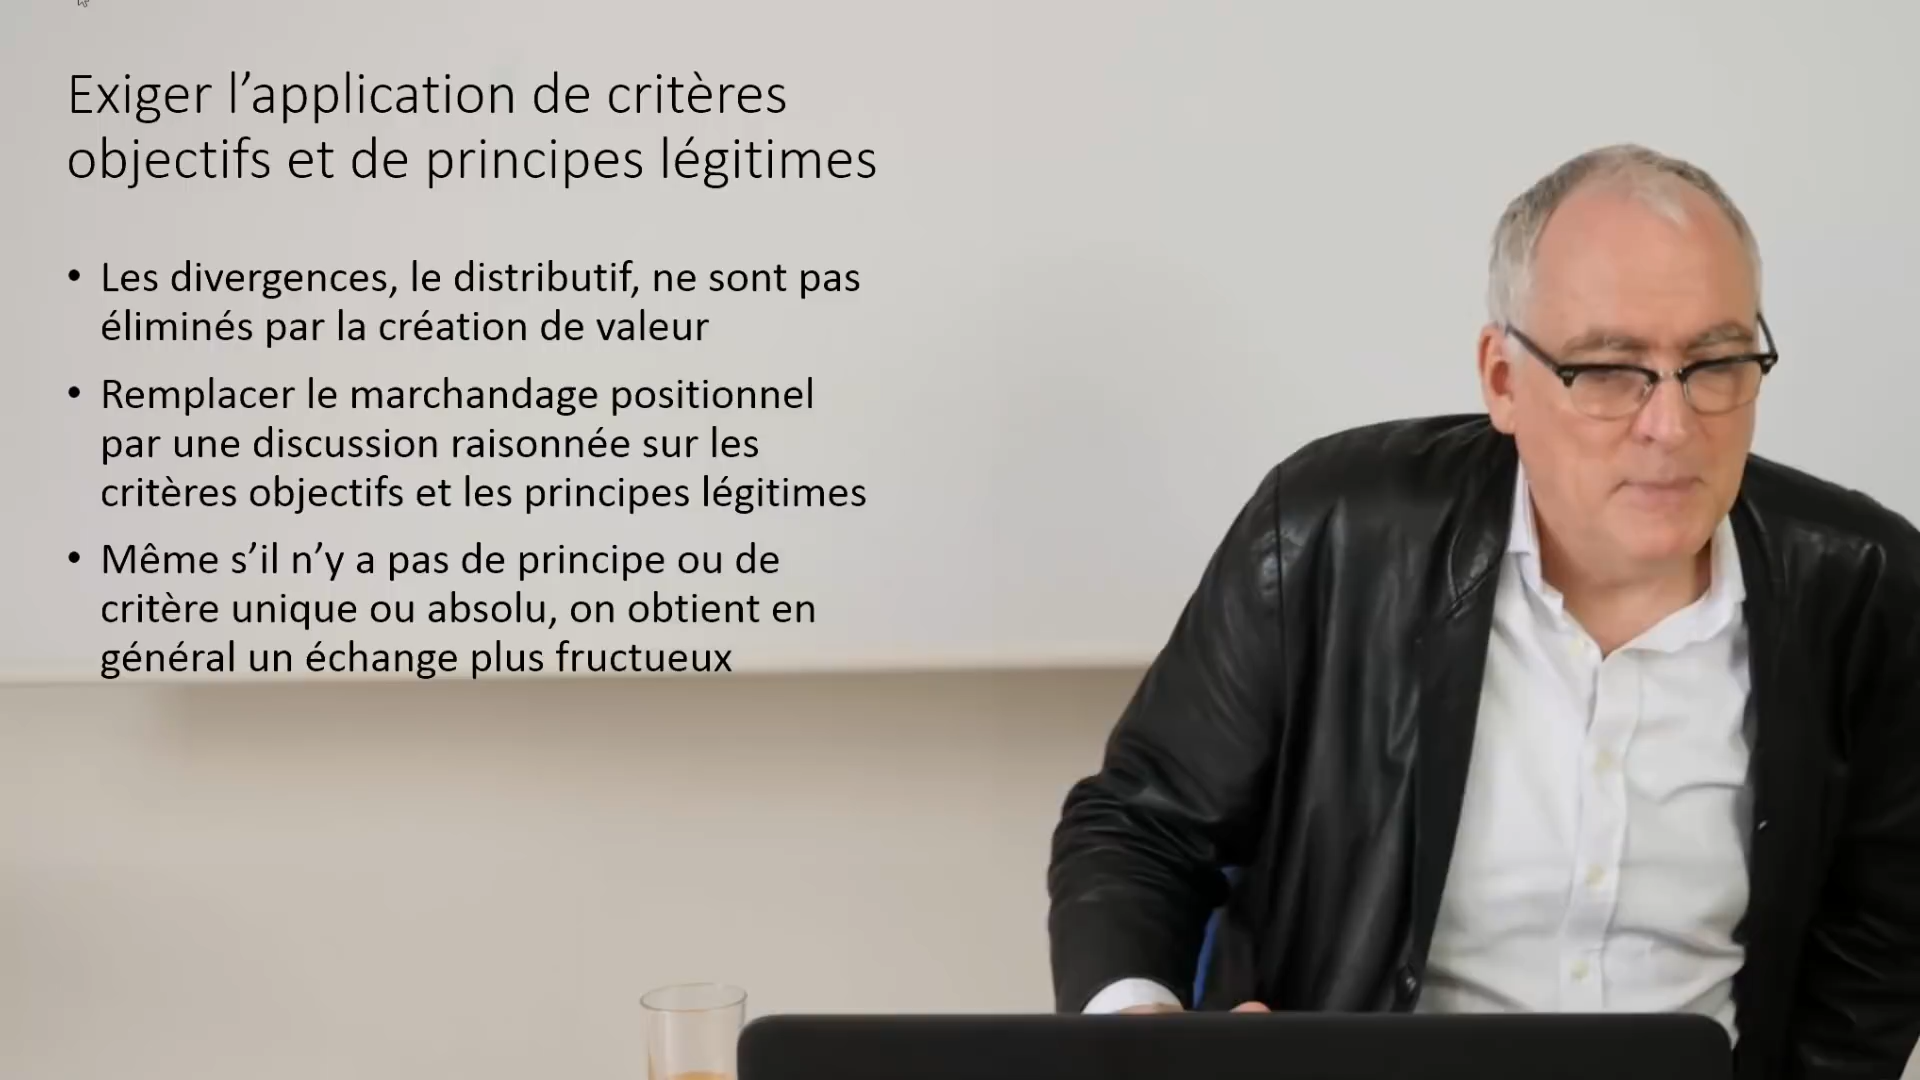 Exiger l’application de critères
objectifs et de principes légitimes
• Les divergences, le distributif, ne sont pas
éliminés par la création de valeur
• Remplacer le marchandage positionnel
par une discussion raisonnée sur les
critères objectifs et les principes légitimes
• Même s’il n’y a pas de principe ou de
critère unique ou absolu, on obtient en
général un échange plus fructueux